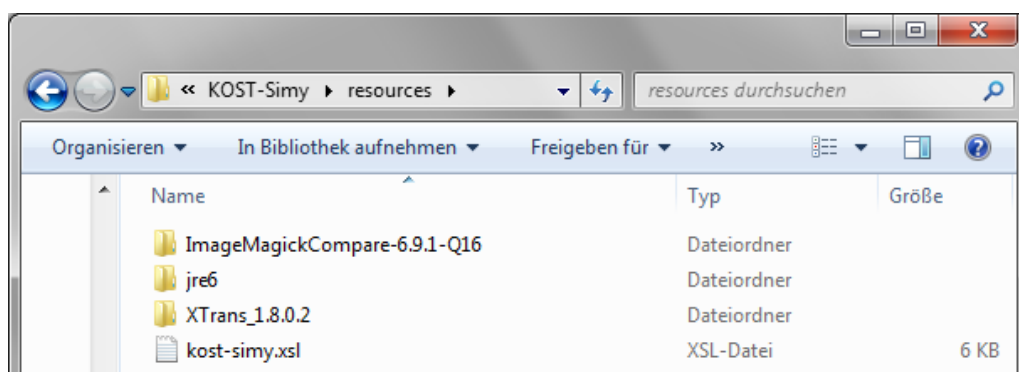 « KOST-Simy resources resources durchsuchen
Organisieren In Bibliothek aufnehmen Freigeben für »
Name Typ Größe
ImageMagickCompare-6.9.1-Q16 Dateiordner
jre6 Dateiordner
XTrans_1.8.0.2 Dateiordner
kost-simy.xsl XSL-Datei 6 KB